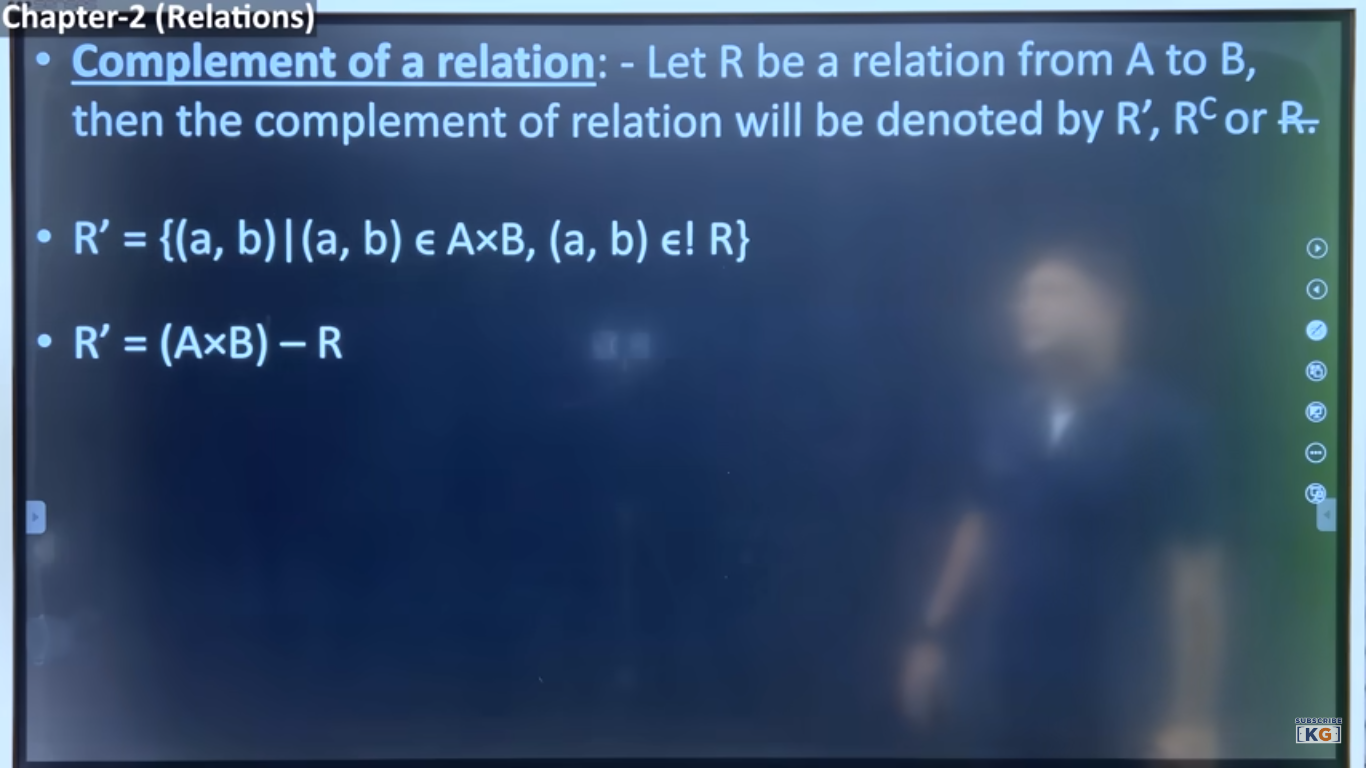 Chapter-2 (Relations)
• Complement of a relation: - Let R be a relation from A to B,
then the complement of relation will be denoted by R’, Rᶜ or R̶.̶
• R’ = {(a, b)|(a, b) ϵ A×B, (a, b) ϵ! R}
• R’ = (A×B) – R
SUBSCRIBE
[KG]